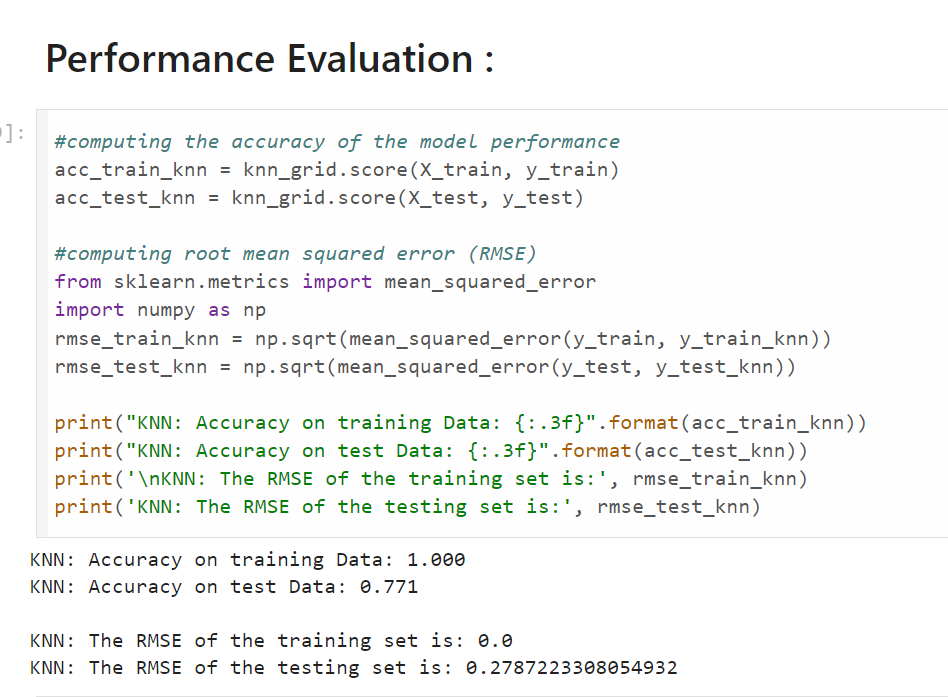 Performance Evaluation :
]:
#computing the accuracy of the model performance
acc_train_knn = knn_grid.score(X_train, y_train)
acc_test_knn = knn_grid.score(X_test, y_test)
#computing root mean squared error (RMSE)
from sklearn.metrics import mean_squared_error
import numpy as np
rmse_train_knn = np.sqrt(mean_squared_error(y_train, y_train_knn))
rmse_test_knn = np.sqrt(mean_squared_error(y_test, y_test_knn))
print("KNN: Accuracy on training Data: {:.3f}".format(acc_train_knn))
print("KNN: Accuracy on test Data: {:.3f}".format(acc_test_knn))
print('\nKNN: The RMSE of the training set is:', rmse_train_knn)
print('KNN: The RMSE of the testing set is:', rmse_test_knn)
KNN: Accuracy on training Data: 1.000
KNN: Accuracy on test Data: 0.771
KNN: The RMSE of the training set is: 0.0
KNN: The RMSE of the testing set is: 0.2787223308054932